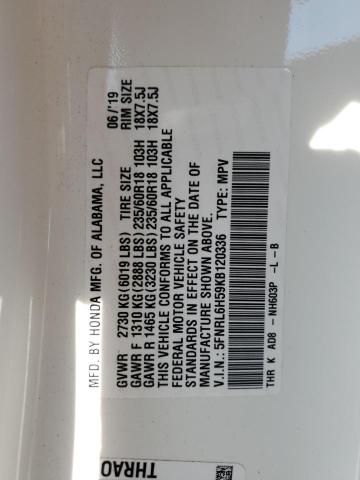 MFD. BY HONDA MFG. OF ALABAMA, LLC 06/'19
GVWR 2730 KG (6019 LBS) TIRE SIZE RIM SIZE
GAWR F 1310 KG (2888 LBS) 235/60R18 103H 18X7.5J
GAWR R 1465 KG (3230 LBS) 235/60R18 103H 18X7.5J
THIS VEHICLE CONFORMS TO ALL APPLICABLE
FEDERAL MOTOR VEHICLE SAFETY
STANDARDS IN EFFECT ON THE DATE OF
MANUFACTURE SHOWN ABOVE.
V.I.N.: 5FNRL6H59KB120336 TYPE: MPV
THR K AD8 - NH603P -L-B
THRA0